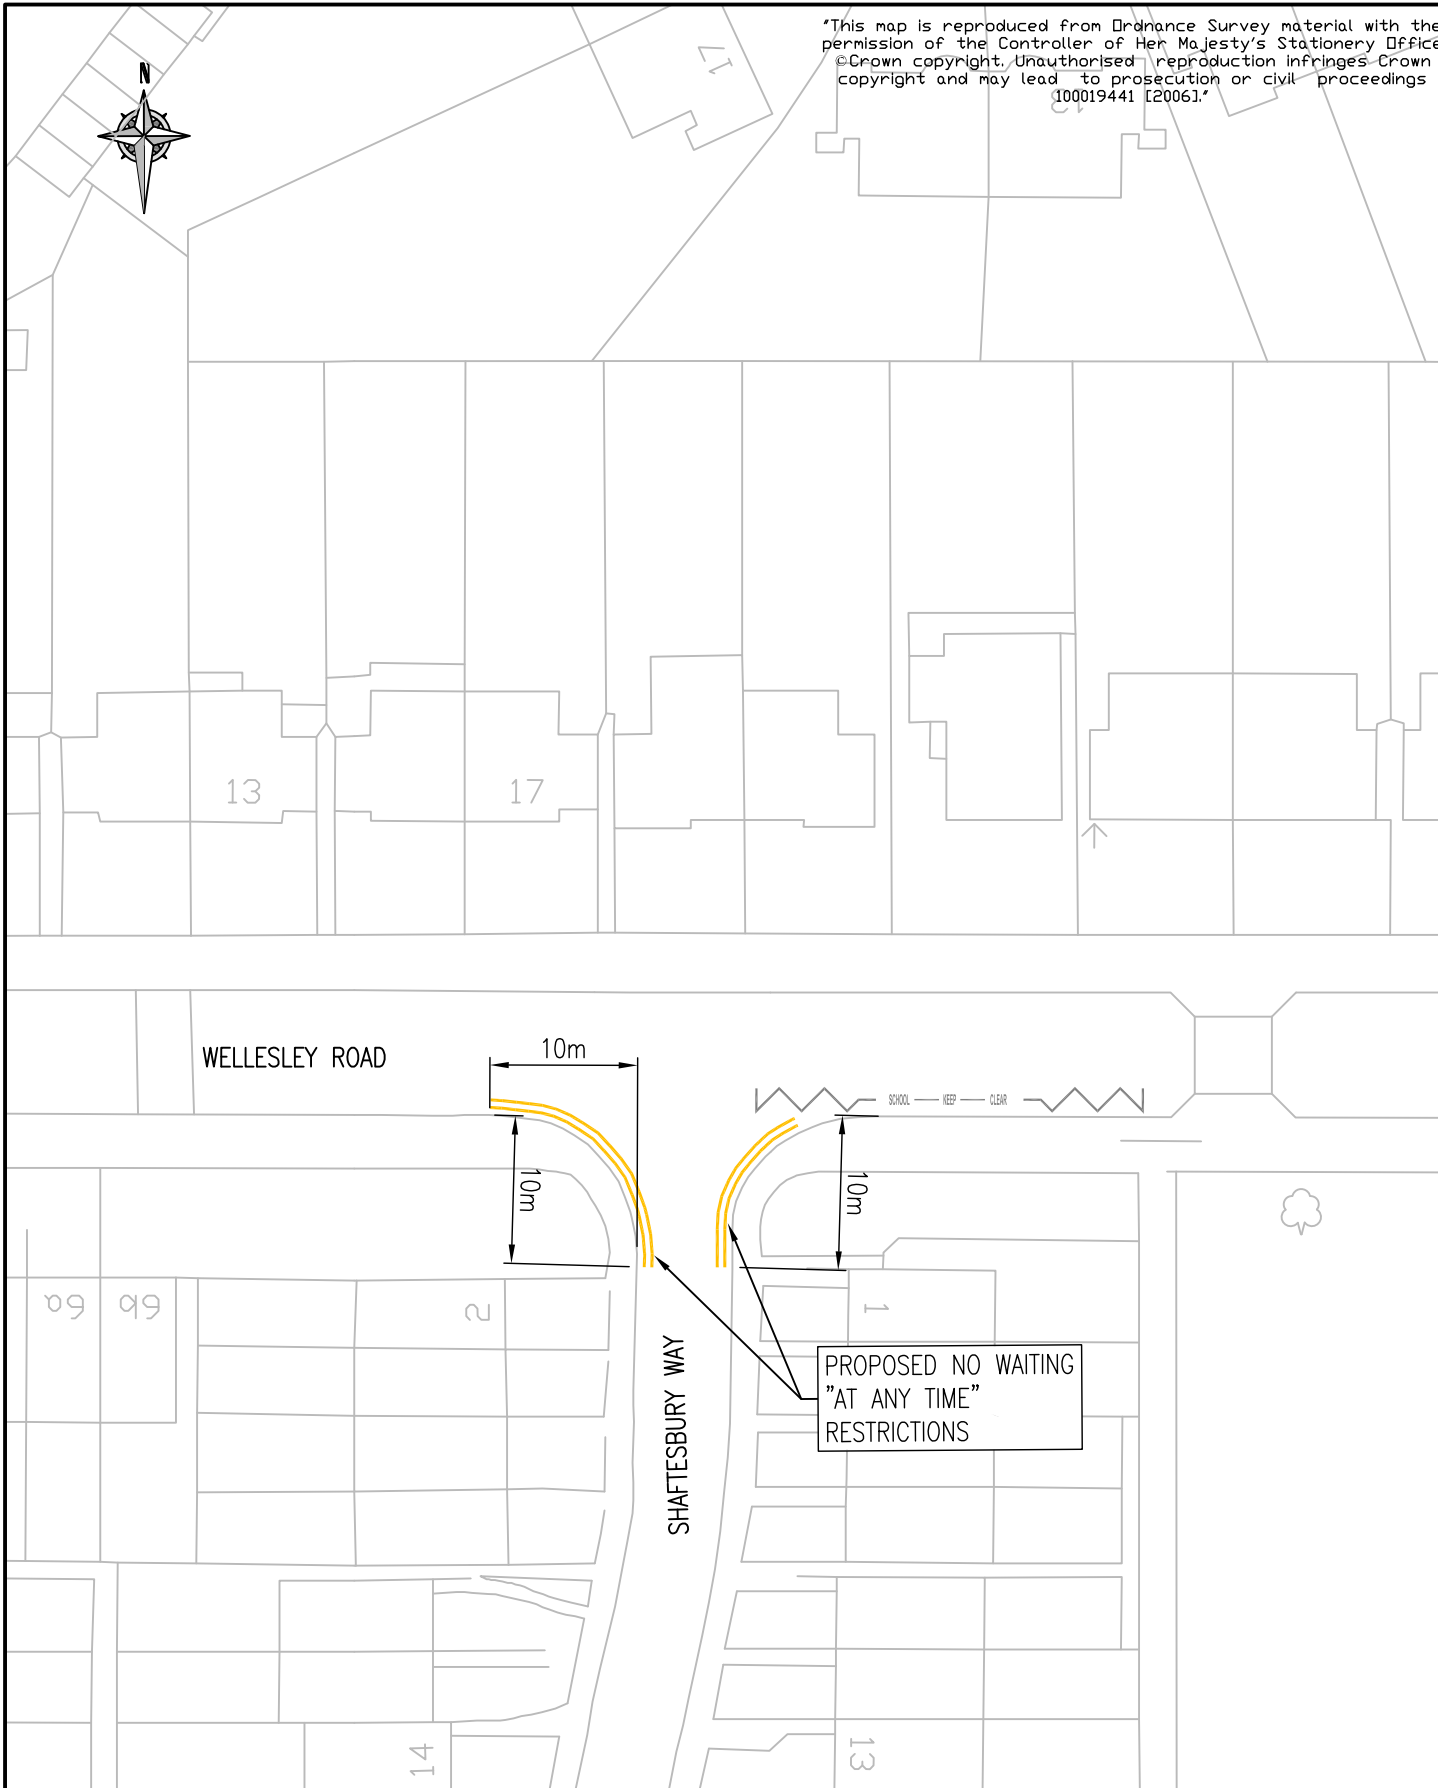 "This map is reproduced from Ordnance Survey material with the
permission of the Controller of Her Majesty's Stationery Office
©Crown copyright. Unauthorised reproduction infringes Crown
copyright and may lead to prosecution or civil proceedings
100019441 [2006]."
N
17
13
13
17
WELLESLEY ROAD
10m
SCHOOL KEEP CLEAR
10m
10m
6a
6b
2
1
SHAFTESBURY WAY
PROPOSED NO WAITING
"AT ANY TIME"
RESTRICTIONS
14
13